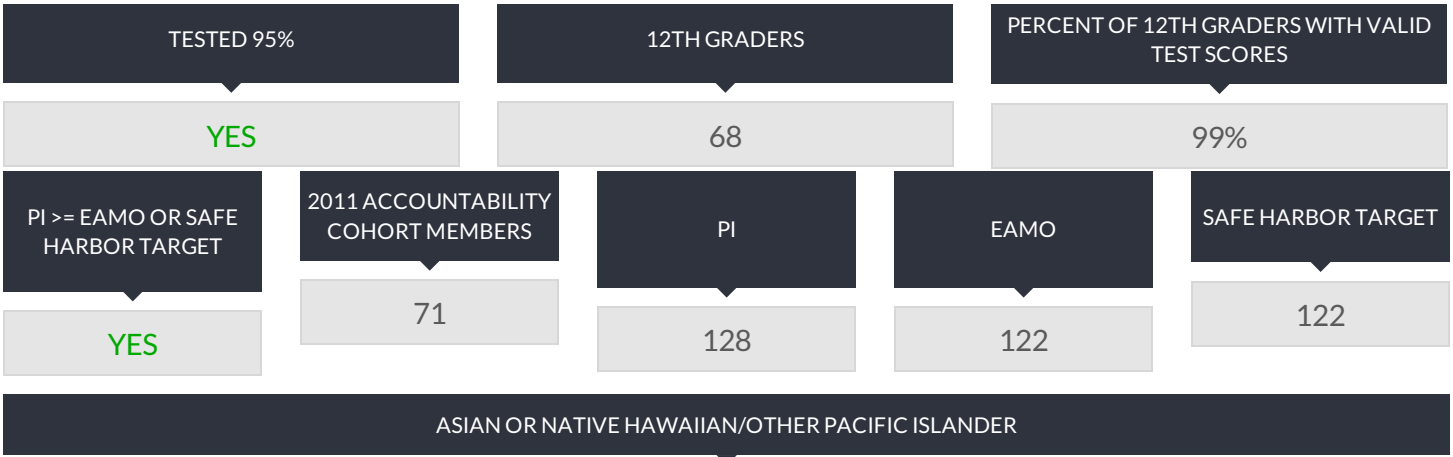 TESTED 95%
12TH GRADERS
PERCENT OF 12TH GRADERS WITH VALID
TEST SCORES
YES
68
99%
PI >= EAMO OR SAFE
HARBOR TARGET
2011 ACCOUNTABILITY
COHORT MEMBERS
PI
EAMO
SAFE HARBOR TARGET
YES
71
128
122
122
ASIAN OR NATIVE HAWAIIAN/OTHER PACIFIC ISLANDER